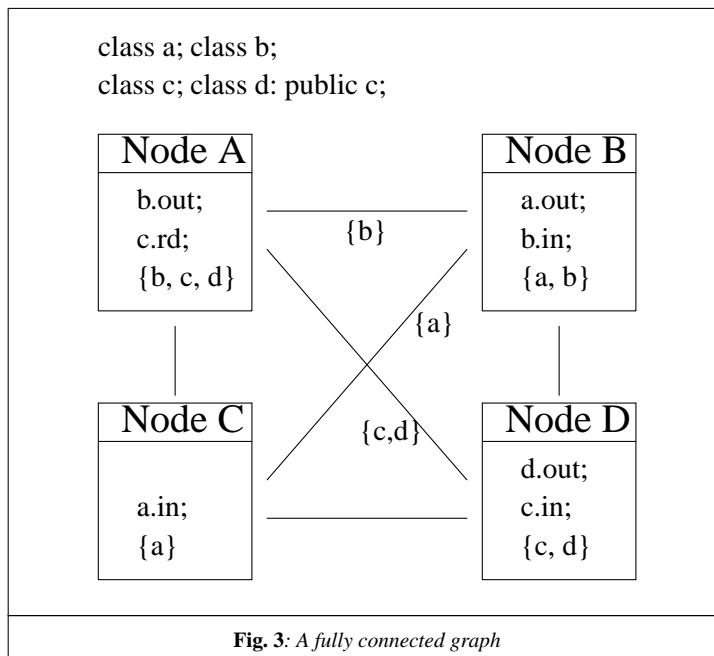 class a; class b;
class c; class d: public c;
Node A
b.out;
c.rd;
{b, c, d}
{b}
Node B
a.out;
b.in;
{a, b}
{a}
{c,d}
Node C
a.in;
{a}
Node D
d.out;
c.in;
{c, d}
Fig. 3: A fully connected graph